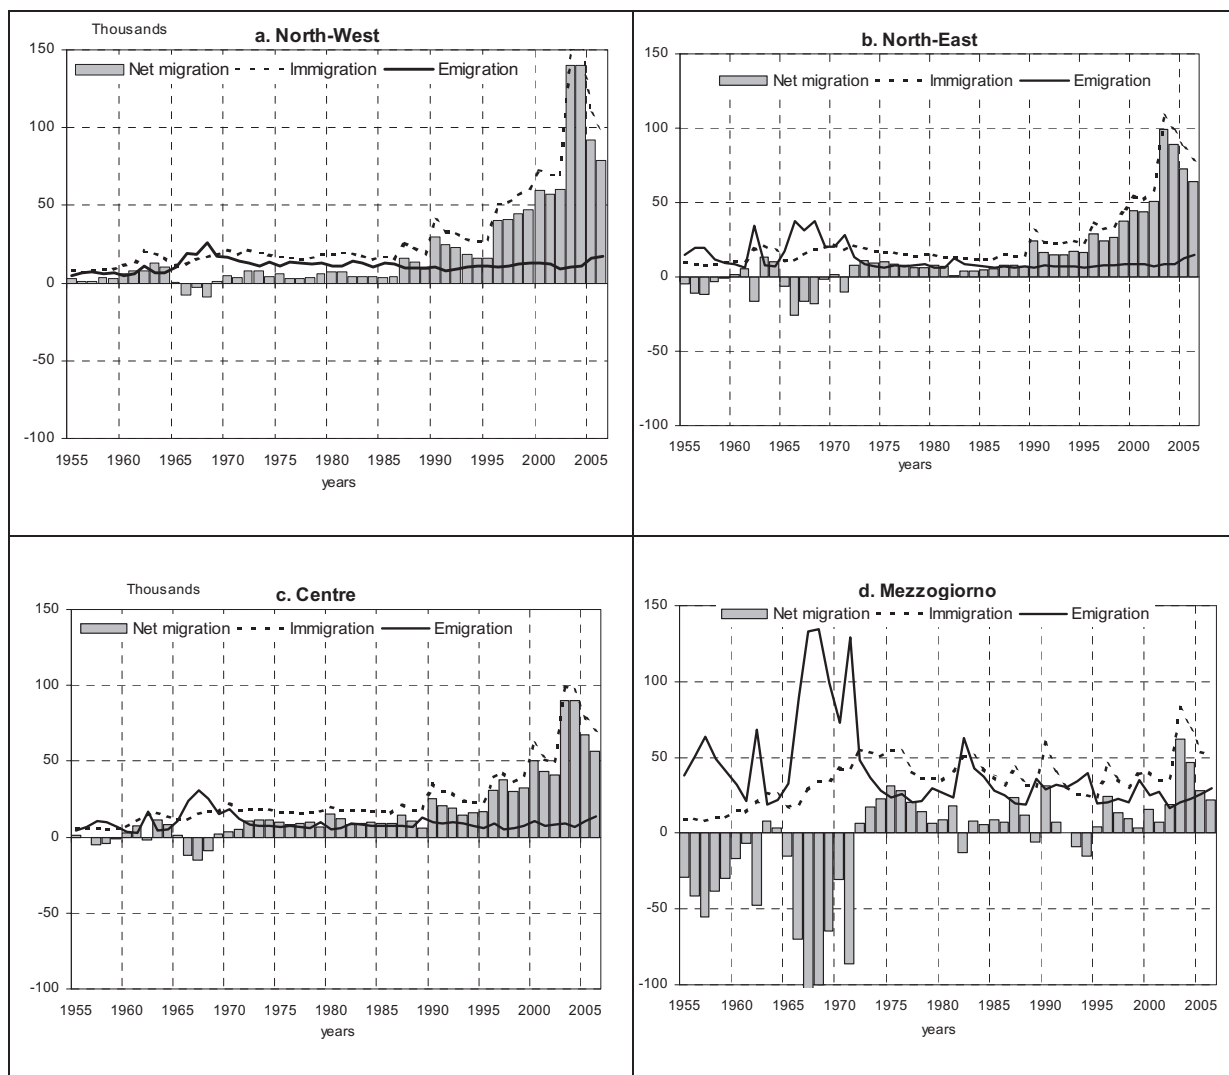 Thousands
a. North-West
Net migration Immigration Emigration
150
100
50
0
-50
-100
1955 1960 1965 1970 1975 1980 1985 1990 1995 2000 2005
years
b. North-East
Net migration Immigration Emigration
150
100
50
0
-50
-100
1955 1960 1965 1970 1975 1980 1985 1990 1995 2000 2005
years
Thousands
c. Centre
Net migration Immigration Emigration
150
100
50
0
-50
-100
1955 1960 1965 1970 1975 1980 1985 1990 1995 2000 2005
years
d. Mezzogiorno
Net migration Immigration Emigration
150
100
50
0
-50
-100
1955 1960 1965 1970 1975 1980 1985 1990 1995 2000 2005
years